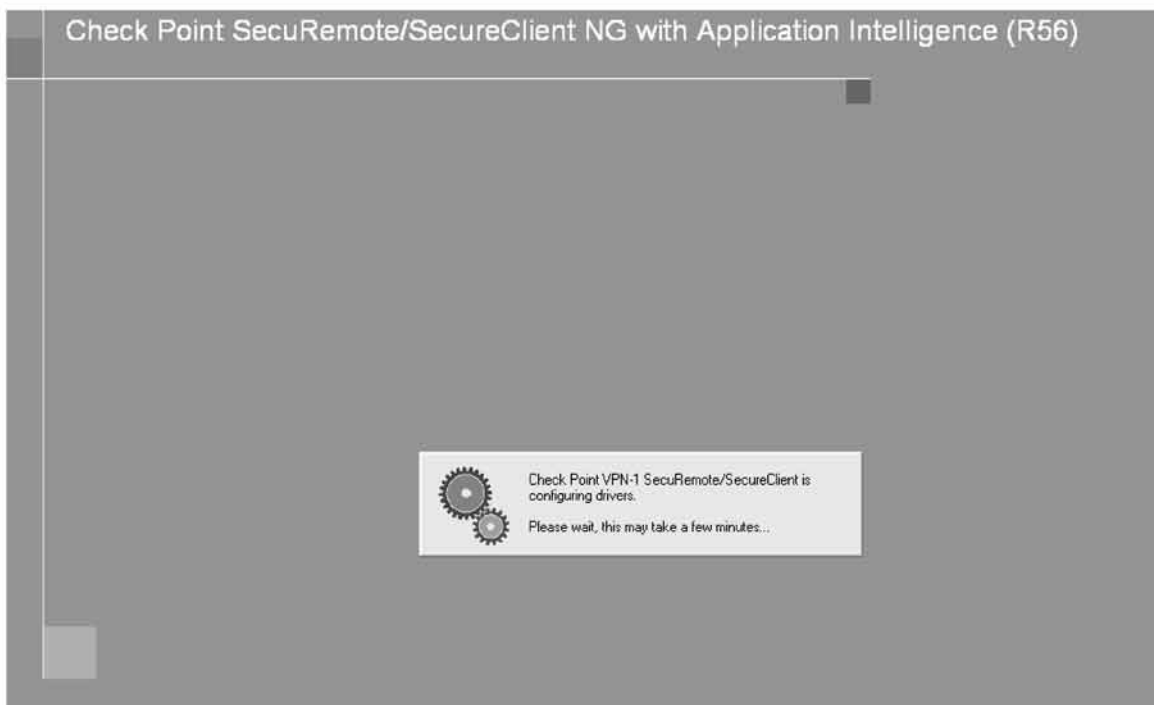 Check Point SecuRemote/SecureClient NG with Application Intelligence (R56)
Check Point VPN-1 SecuRemote/SecureClient is
configuring drivers.
Please wait, this may take a few minutes...